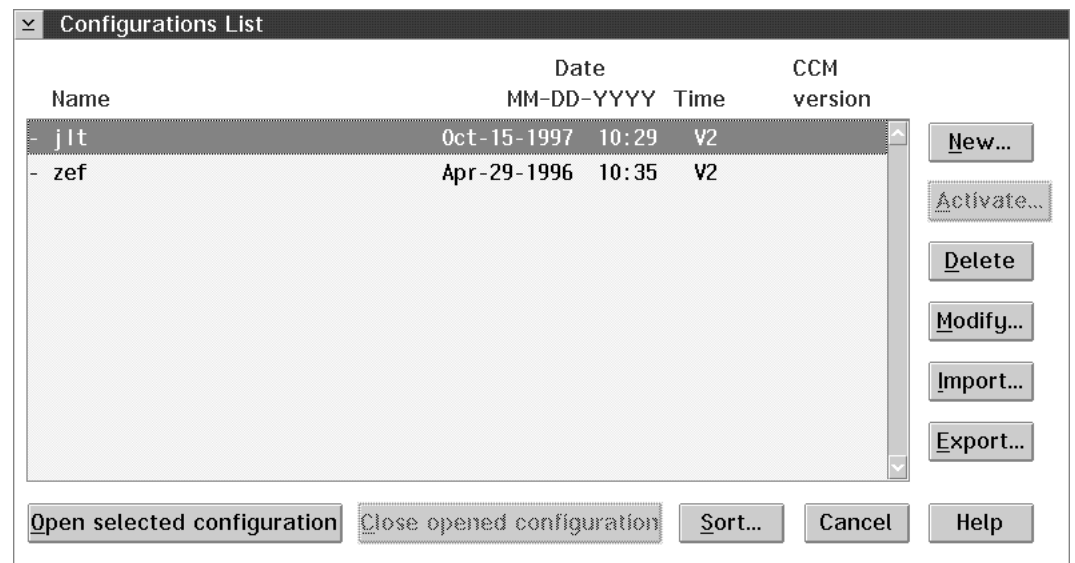 Configurations List
Date CCM
Name MM-DD-YYYY Time version
- jlt Oct-15-1997 10:29 V2
- zef Apr-29-1996 10:35 V2
New...
Activate...
Delete
Modify...
Import...
Export...
Open selected configuration Close opened configuration Sort... Cancel Help